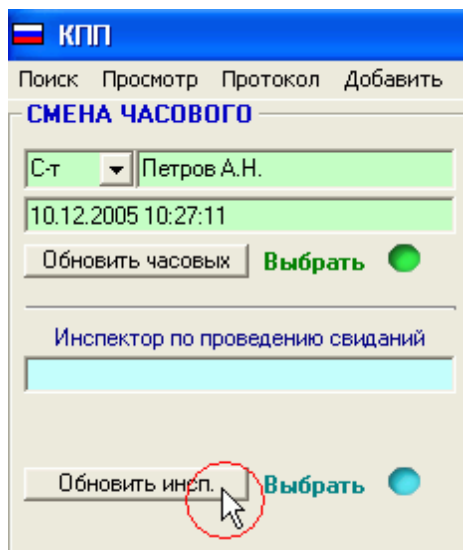 КПП
Поиск Просмотр Протокол Добавить
СМЕНА ЧАСОВОГО
С-т Петров А.Н.
10.12.2005 10:27:11
Обновить часовых Выбрать
Инспектор по проведению свиданий
Обновить инсп. Выбрать